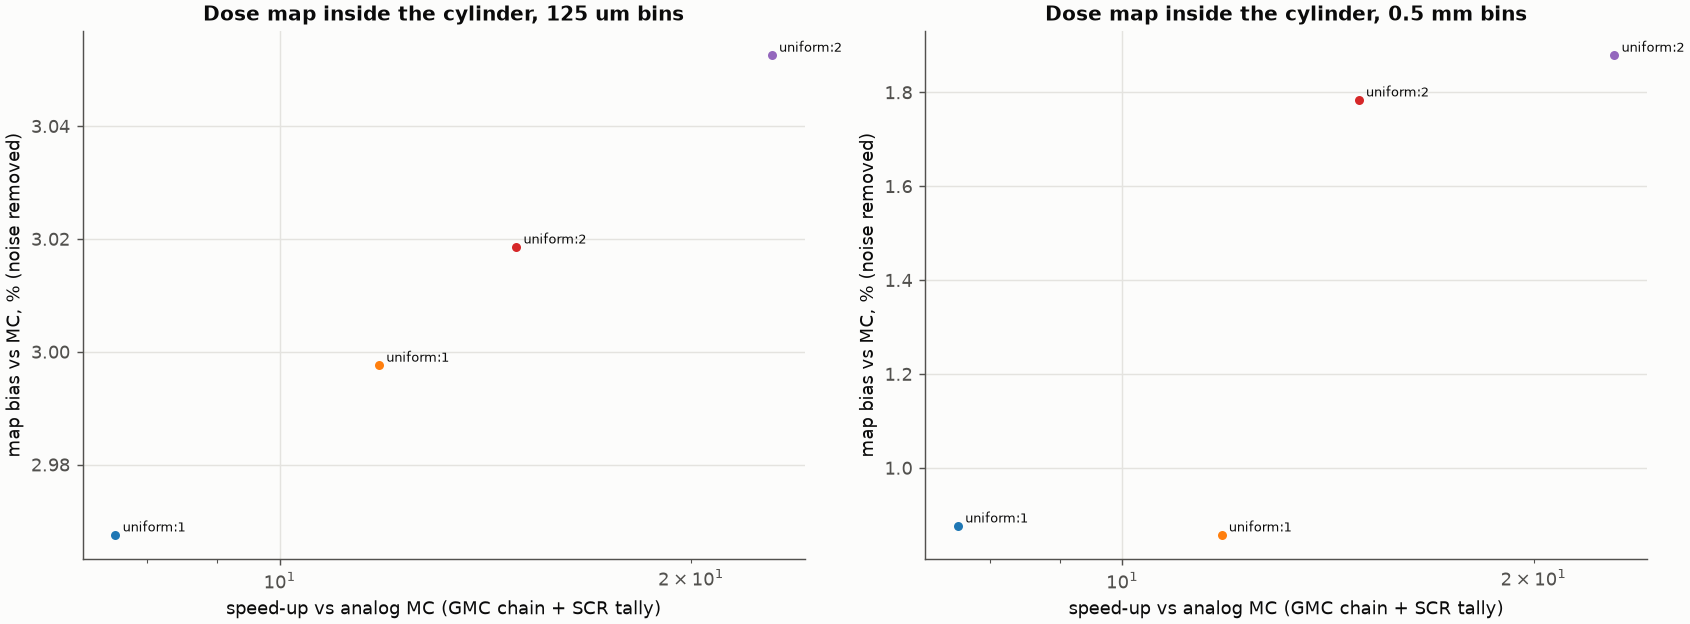 Dose map inside the cylinder, 125 um bins
map bias vs MC, % (noise removed)
3.04
3.02
3.00
2.98
uniform:2
uniform:2
uniform:1
uniform:1
10¹
2 × 10¹
speed-up vs analog MC (GMC chain + SCR tally)
Dose map inside the cylinder, 0.5 mm bins
map bias vs MC, % (noise removed)
1.8
1.6
1.4
1.2
1.0
uniform:2
uniform:2
uniform:1
uniform:1
10¹
2 × 10¹
speed-up vs analog MC (GMC chain + SCR tally)